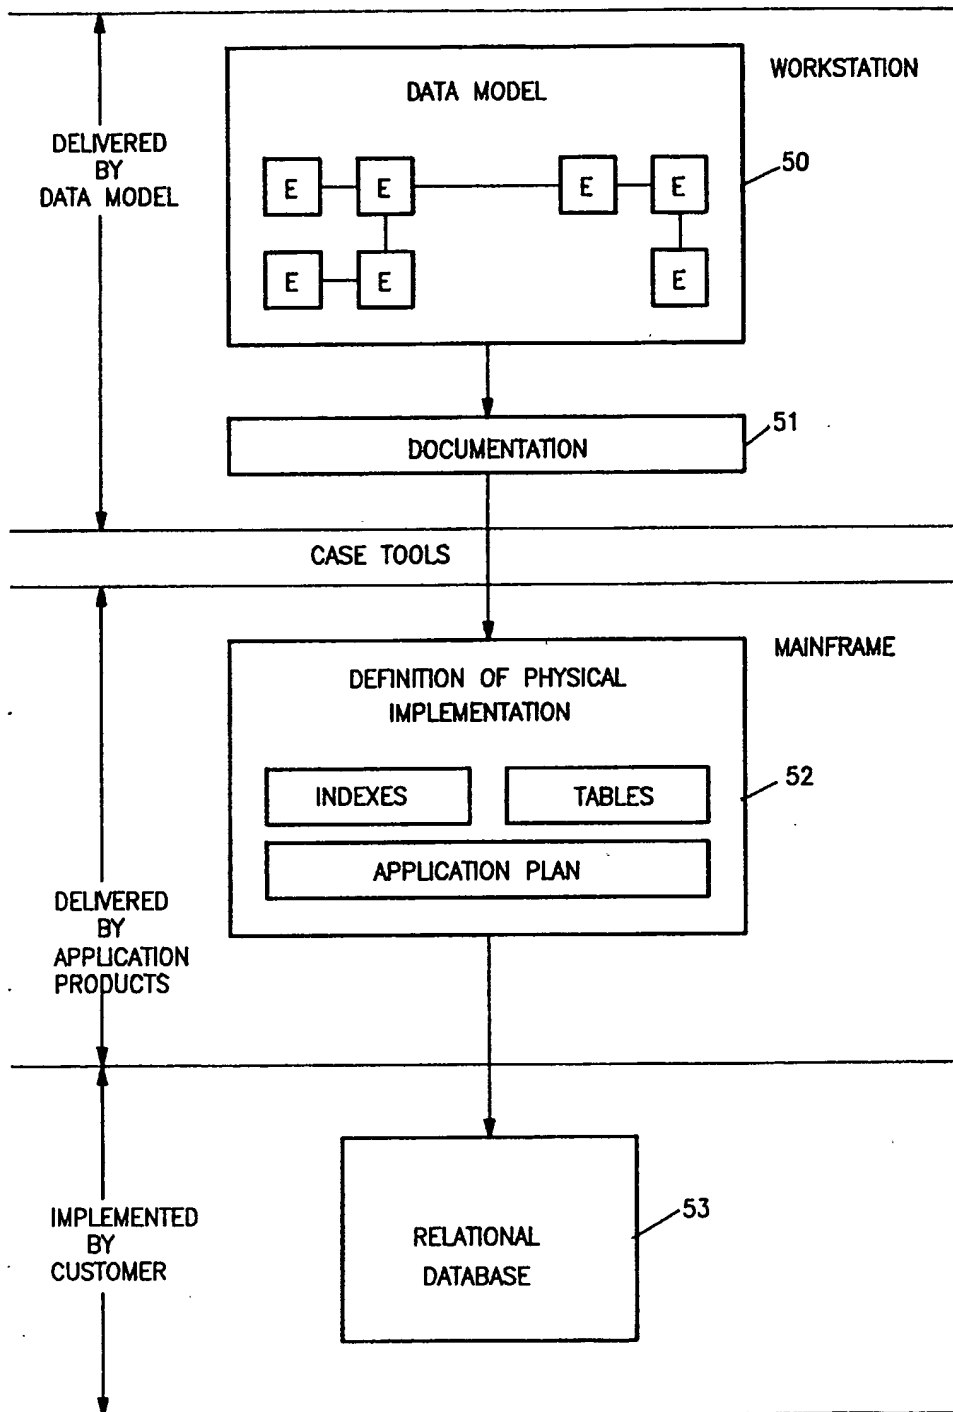 WORKSTATION
DATA MODEL
DELIVERED
BY
DATA MODEL
50
E E E E
E E E
51
DOCUMENTATION
CASE TOOLS
MAINFRAME
DEFINITION OF PHYSICAL
IMPLEMENTATION
52
INDEXES
TABLES
APPLICATION PLAN
DELIVERED
BY
APPLICATION
PRODUCTS
53
IMPLEMENTED
BY
CUSTOMER
RELATIONAL
DATABASE